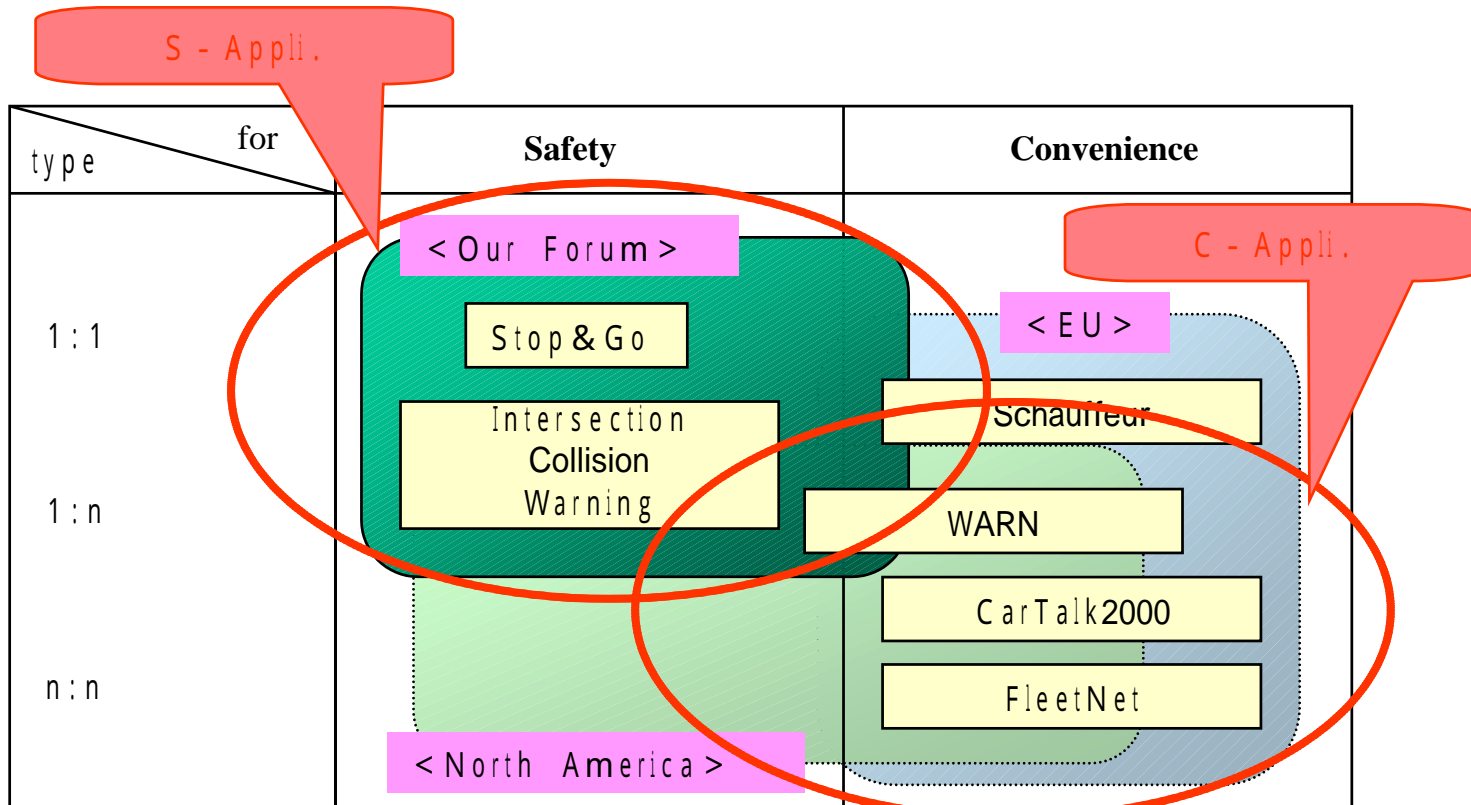 S - Appli.
for
type
Safety
Convenience
C - Appli.
<Our Forum>
<EU>
1:1
Stop&Go
Schauffeur
Intersection
Collision
Warning
1:n
WARN
CarTalk2000
n:n
FleetNet
<North America>